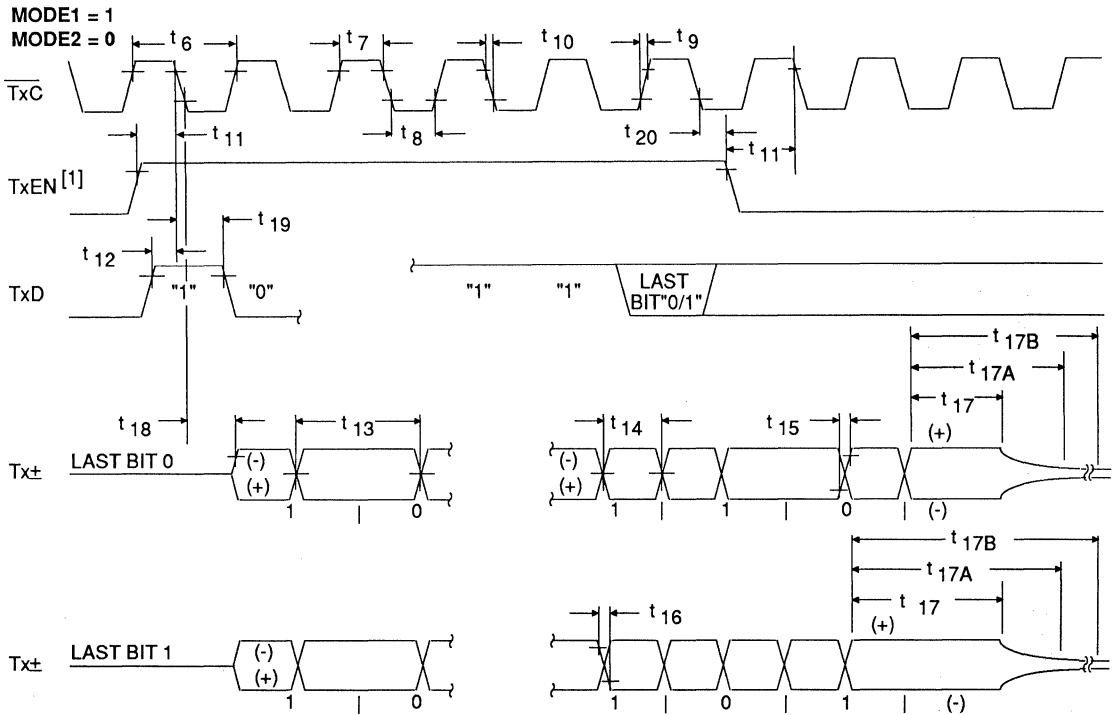 MODE1 = 1
MODE2 = 0
t6 t7 t10 t9
TxC
t11 t8 t20 t11
TxEN[1]
t19
t12
TxD "1" "0" "1" "1" LAST BIT"0/1"
t17B
t17A
t18 t13 t14 t15 t17
Tx± LAST BIT 0 (-) (+) (-) (+) (+) (-)
1 | 0 1 | 1 | 0 |
t17B
t17A
t16 t17
Tx± LAST BIT 1 (-) (+) (+) (-)
1 | 0 1 | 0 | 1 |